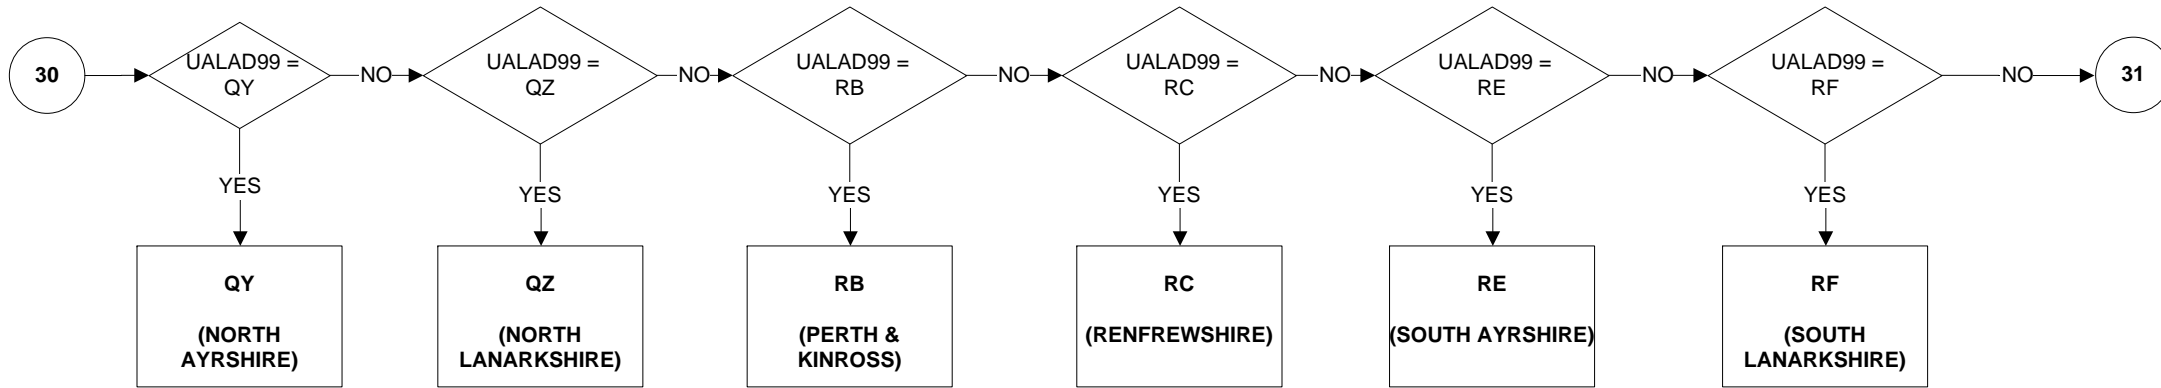 30
UALAD99 =
QY
NO
UALAD99 =
QZ
NO
UALAD99 =
RB
NO
UALAD99 =
RC
NO
UALAD99 =
RE
NO
UALAD99 =
RF
NO
31
YES
YES
YES
YES
YES
YES
QY
(NORTH
AYRSHIRE)
QZ
(NORTH
LANARKSHIRE)
RB
(PERTH &
KINROSS)
RC
(RENFREWSHIRE)
RE
(SOUTH AYRSHIRE)
RF
(SOUTH
LANARKSHIRE)